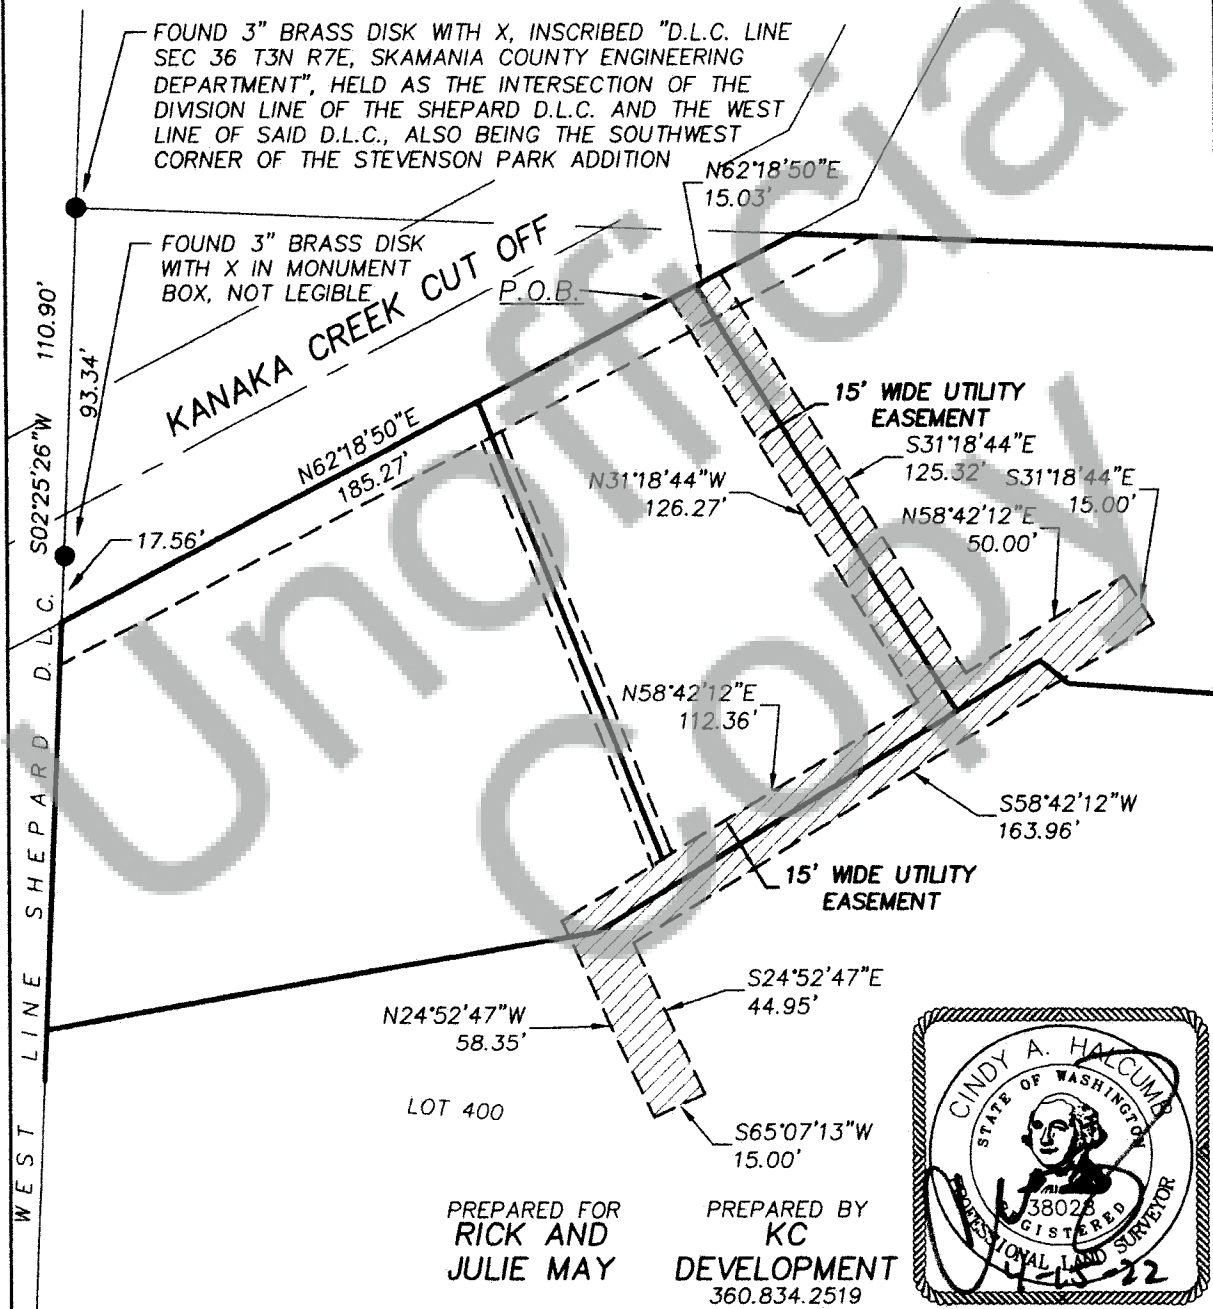 FOUND 3" BRASS DISK WITH X, INSCRIBED "D.L.C. LINE
SEC 36 T3N R7E, SKAMANIA COUNTY ENGINEERING
DEPARTMENT", HELD AS THE INTERSECTION OF THE
DIVISION LINE OF THE SHEPARD D.L.C. AND THE WEST
LINE OF SAID D.L.C., ALSO BEING THE SOUTHWEST
CORNER OF THE STEVENSON PARK ADDITION
N62°18'50"E
15.03'
FOUND 3" BRASS DISK
WITH X IN MONUMENT
BOX, NOT LEGIBLE
P.O.B.
KANAKA CREEK CUT OFF
S02°25'26"W 110.90'
93.34'
N62°18'50"E
185.27'
17.56'
15' WIDE UTILITY
EASEMENT
S31°18'44"E
125.32'
N31°18'44"W
126.27'
S31°18'44"E
15.00'
N58°42'12"E
50.00'
N58°42'12"E
112.36'
S58°42'12"W
163.96'
15' WIDE UTILITY
EASEMENT
S24°52'47"E
44.95'
N24°52'47"W
58.35'
LOT 400
S65°07'13"W
15.00'
WEST LINE SHEPARD D.L.C.
PREPARED FOR
RICK AND
JULIE MAY
PREPARED BY
KC
DEVELOPMENT
360.834.2519
CINDY A. HALCUMB
STATE OF WASHINGTON
38028
REGISTERED
PROFESSIONAL LAND SURVEYOR
4-15-22
Unofficial
Copy